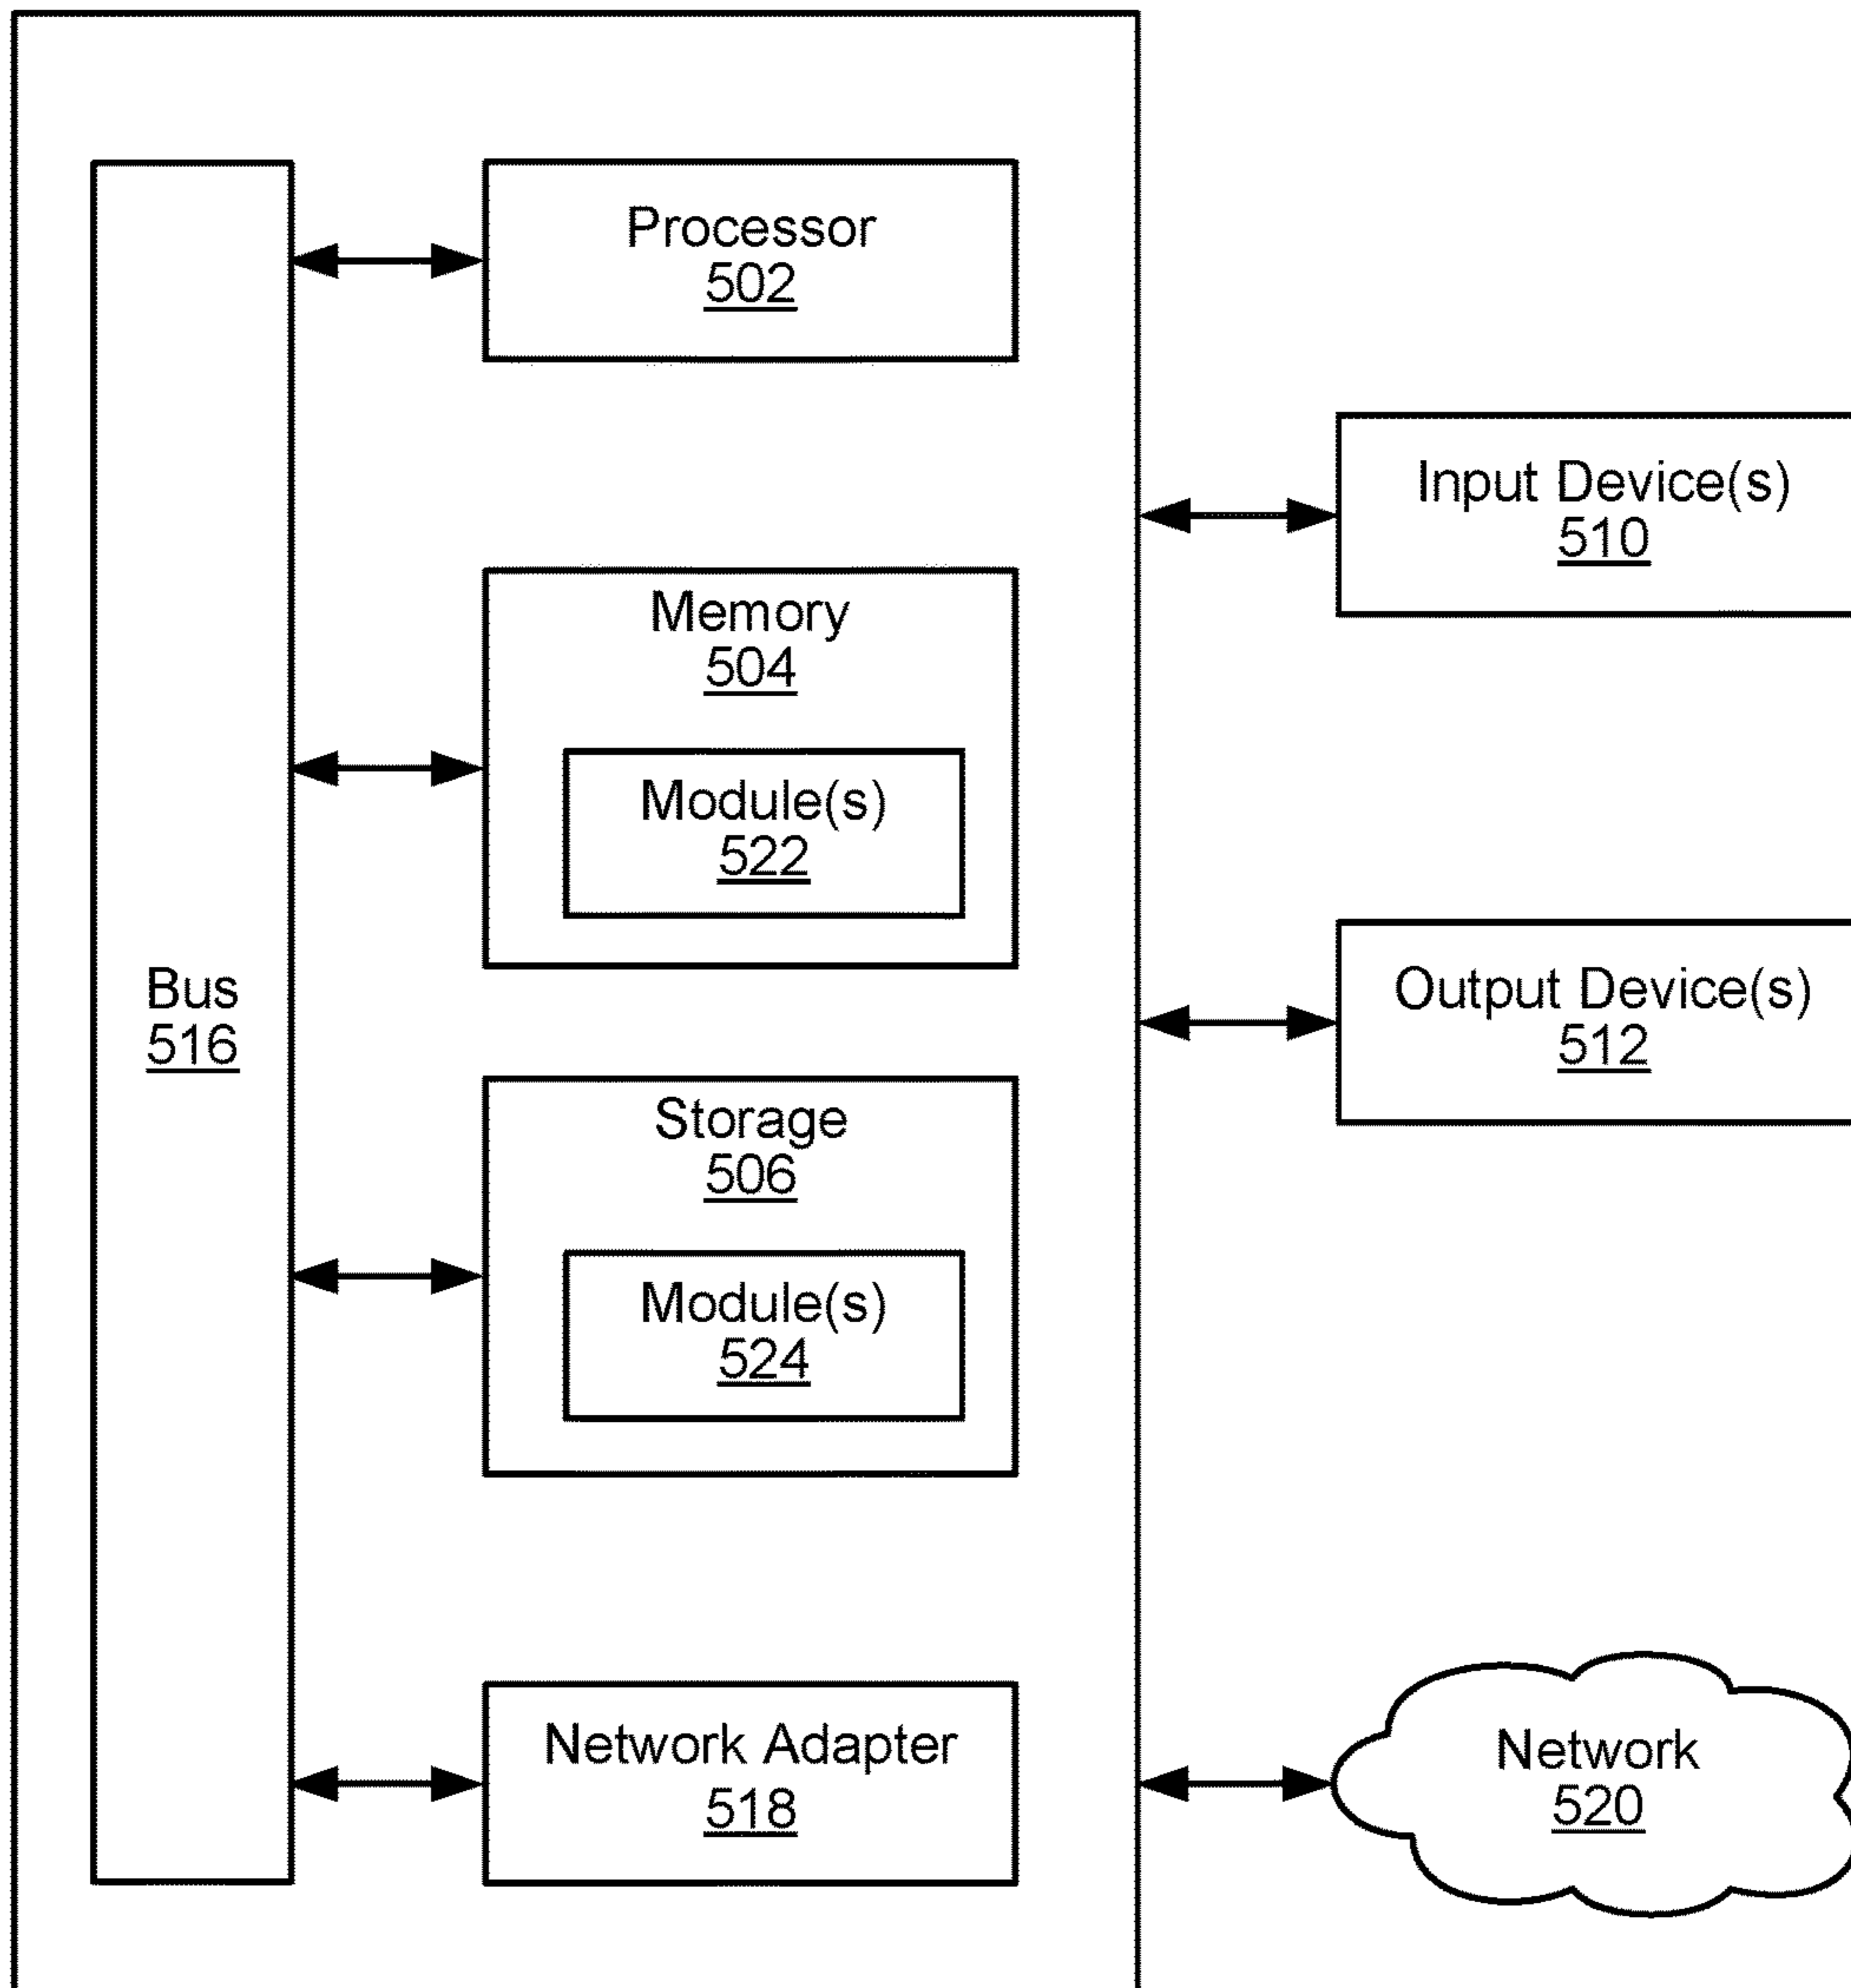 Processor
502
Input Device(s)
510
Memory
504
Module(s)
522
Bus
516
Output Device(s)
512
Storage
506
Module(s)
524
Network Adapter
518
Network
520